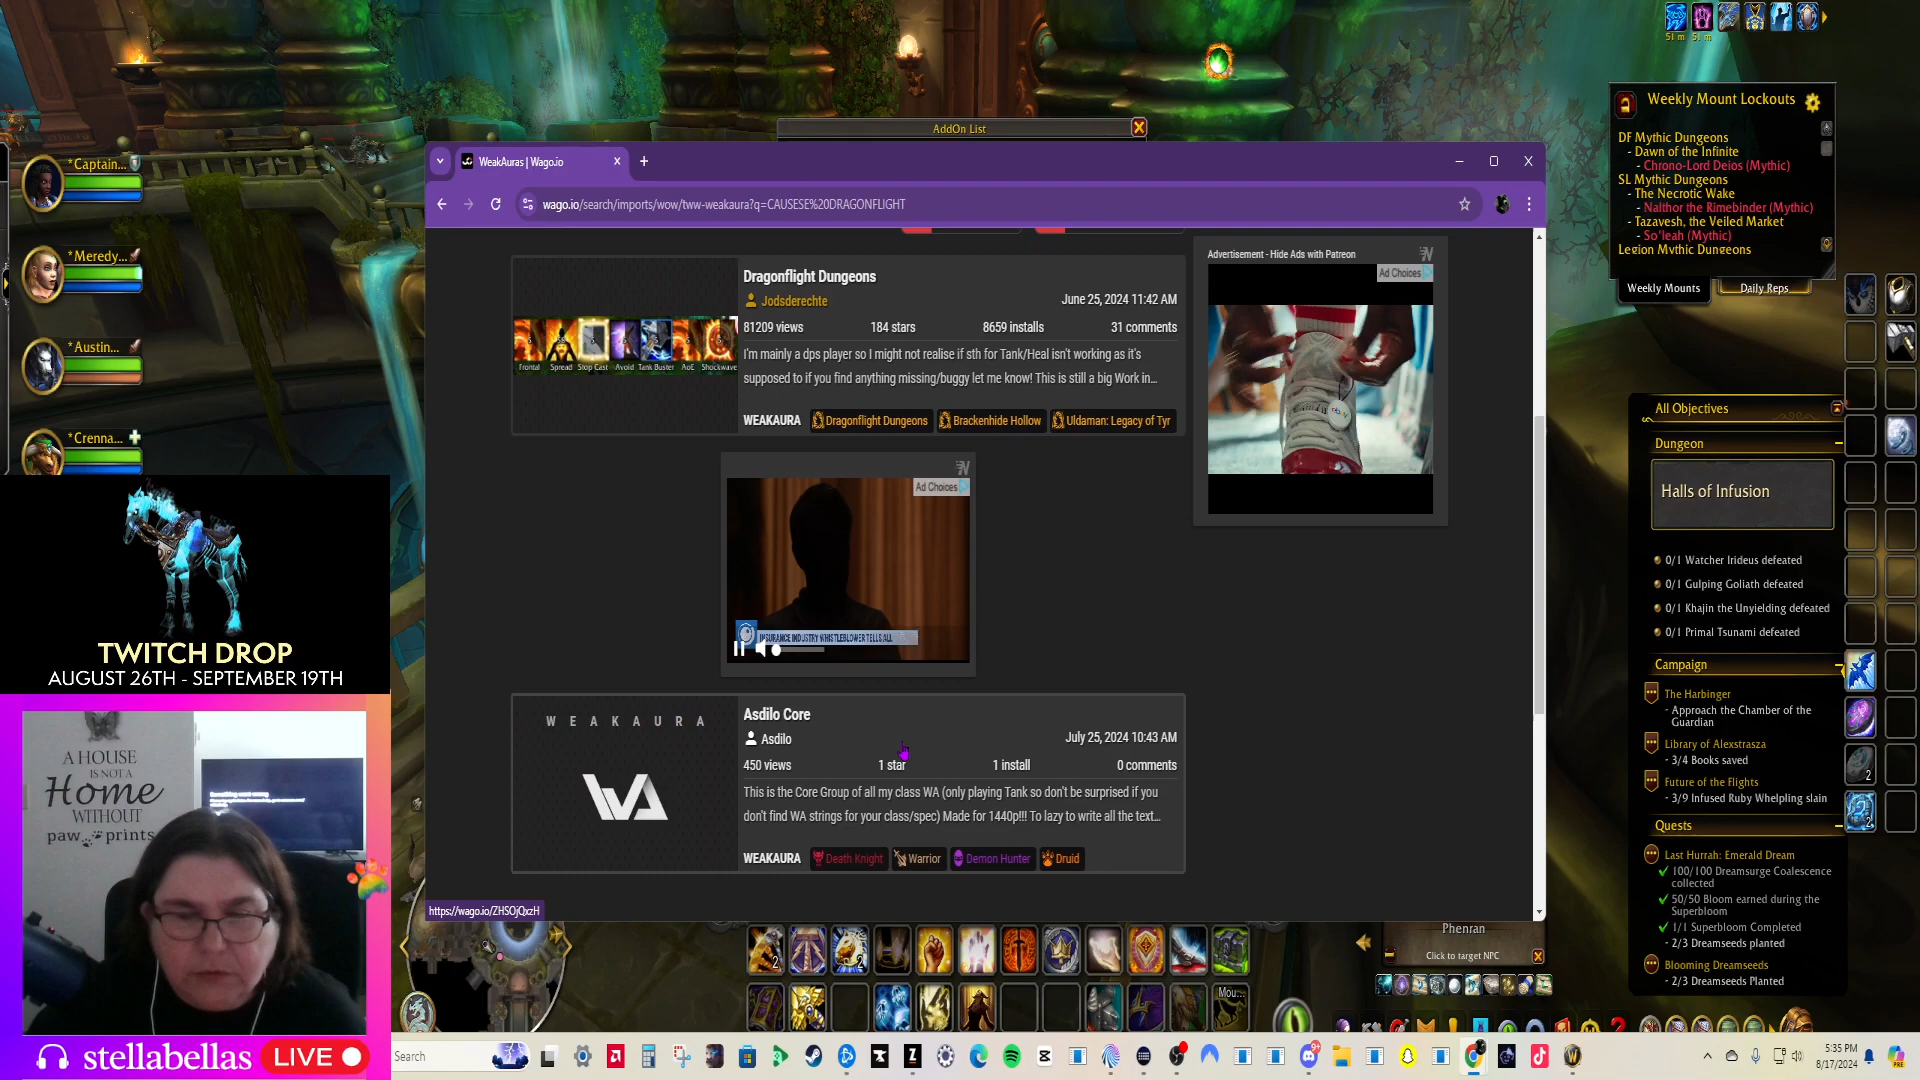 51 m 51 m
Weekly Mount Lockouts
DF Mythic Dungeons
- Dawn of the Infinite
- Chrono-Lord Deios (Mythic)
SL Mythic Dungeons
- The Necrotic Wake
- Nalthor the Rimebinder (Mythic)
- Tazavesh, the Veiled Market
- So'leah (Mythic)
Legion Mythic Dungeons
Weekly Mounts
Daily Reps
AddOn List
WeakAuras | Wago.io
wago.io/search/imports/wow/tww-weakaura?q=CAUSESE%20DRAGONFLIGHT
*Captain...
*Meredy...
*Austin...
*Crenna...
Dragonflight Dungeons
Jodsderechte
June 25, 2024 11:42 AM
81209 views 184 stars 8659 installs 31 comments
I'm mainly a dps player so I might not realise if sth for Tank/Heal isn't working as it's
supposed to if you find anything missing/buggy let me know! This is still a big Work in...
Frontal Spread Stop Cast Avoid Tank Buster AoE Shockwave
WEAKAURA Dragonflight Dungeons Brackenhide Hollow Uldaman: Legacy of Tyr
Advertisement - Hide Ads with Patreon
Ad Choices
ebay
Ad Choices
INSURANCE INDUSTRY WHISTLEBLOWER TELLS ALL
WEAKAURA
Asdilo Core
Asdilo
July 25, 2024 10:43 AM
450 views 1 star 1 install 0 comments
This is the Core Group of all my class WA (only playing Tank so don't be surprised if you
don't find WA strings for your class/spec) Made for 1440p!!! To lazy to write all the text...
WEAKAURA Death Knight Warrior Demon Hunter Druid
https://wago.io/ZHSOjQxzH
All Objectives
Dungeon
Halls of Infusion
0/1 Watcher Irideus defeated
0/1 Gulping Goliath defeated
0/1 Khajin the Unyielding defeated
0/1 Primal Tsunami defeated
Campaign
The Harbinger
- Approach the Chamber of the
Guardian
Library of Alexstrasza
- 3/4 Books saved
Future of the Flights
- 3/9 Infused Ruby Whelpling slain
Quests
Last Hurrah: Emerald Dream
100/100 Dreamsurge Coalescence
collected
50/50 Bloom earned during the
Superbloom
1/1 Superbloom Completed
- 2/3 Dreamseeds planted
Blooming Dreamseeds
- 2/3 Dreamseeds Planted
2
2
TWITCH DROP
AUGUST 26TH - SEPTEMBER 19TH
A HOUSE
IS NOT A
Home
WITHOUT
paw prints
stellabellas LIVE
2 2
Mou...
Phenran
Click to target NPC
Search
9+
5:35 PM
8/17/2024
PRE